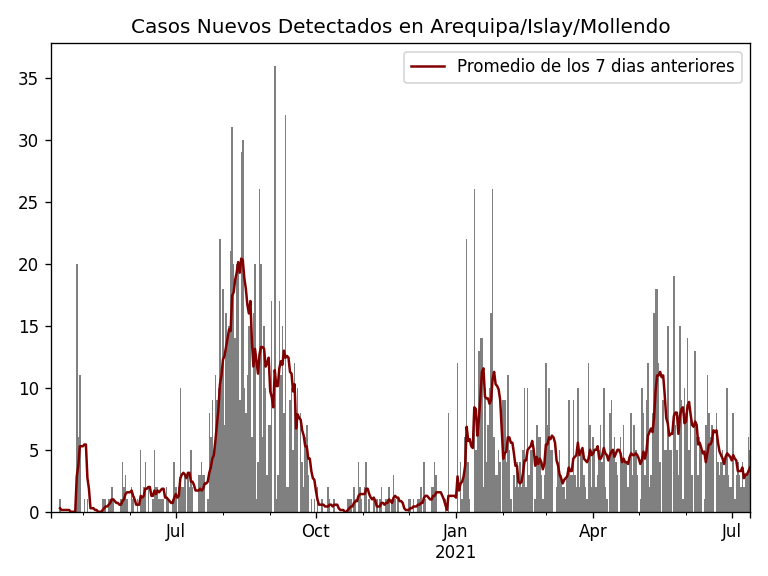 Casos Nuevos Detectados en Arequipa/Islay/Mollendo
Promedio de los 7 dias anteriores
35
30
25
20
15
10
5
0
Jul
Oct
Jan
2021
Apr
Jul